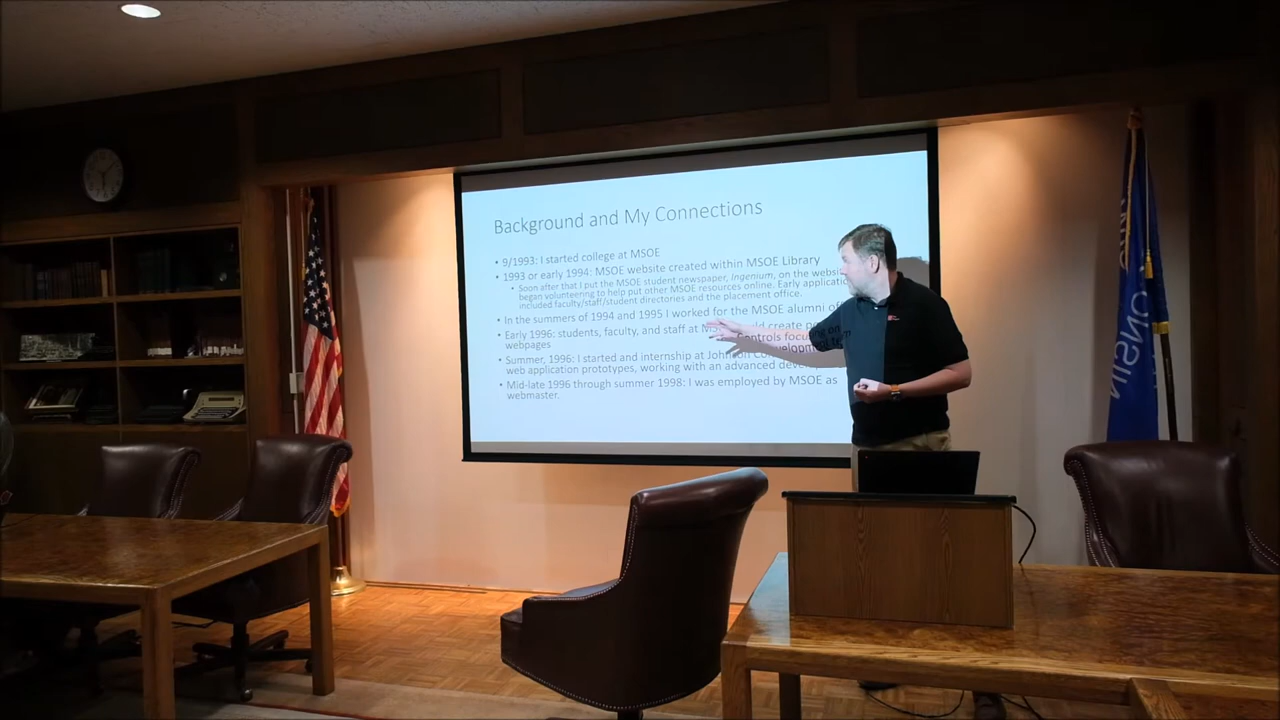 Background and My Connections
• 9/1993: I started college at MSOE
• 1993 or early 1994: MSOE website created within MSOE Library
• Soon after that I put the MSOE student newspaper, Ingenium, on the
began volunteering to help put other MSOE resources online. Early
included faculty/staff/student directories and the placement office.
• In the summers of 1994 and 1995 I worked for the MSOE alumni
• Early 1996: students, faculty, and staff at create
webpages
• Summer, 1996: I started and internship at Johnson Controls
web application prototypes, working with an advanced
• Mid-late 1996 through summer 1998: I was employed by MSOE as
webmaster.